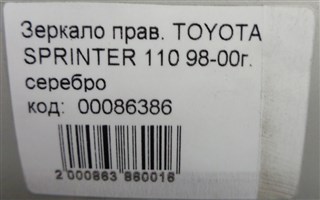 Зеркало прав. TOYOTA
SPRINTER 110 98-00г.
серебро
код: 00086386
2 000863 860016